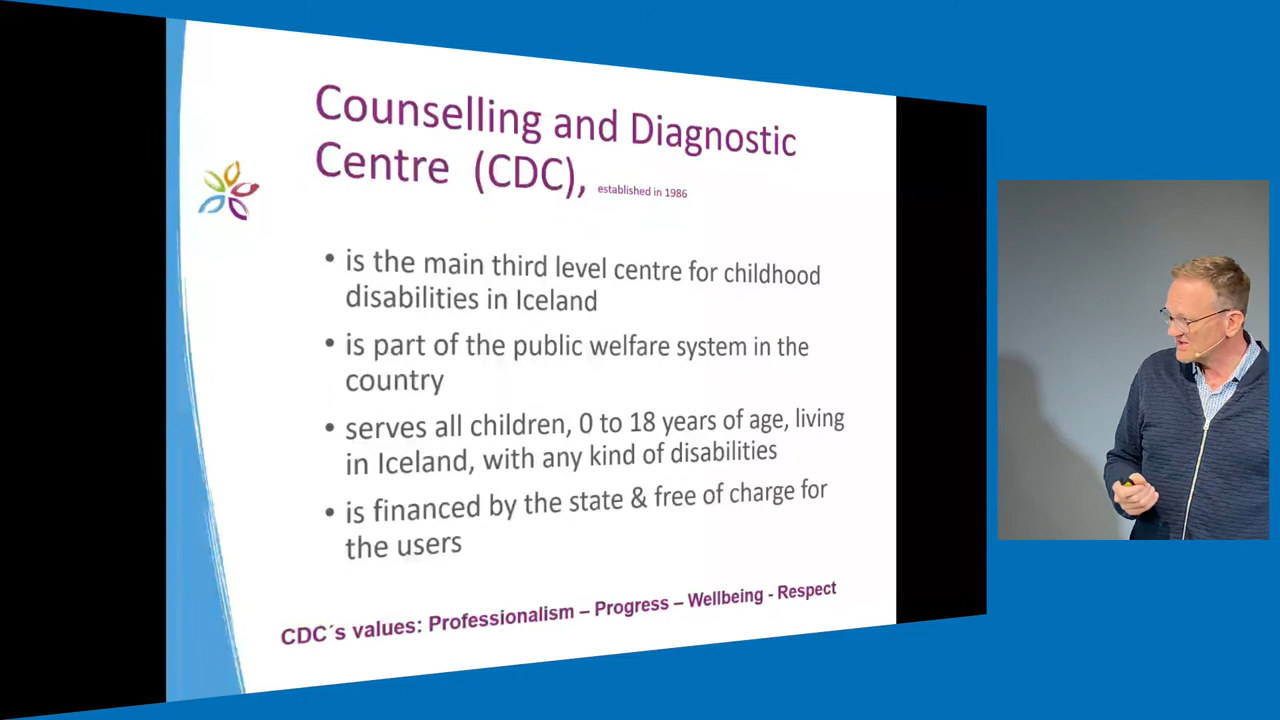 Counselling and Diagnostic
Centre (CDC), established in 1986
• is the main third level centre for childhood
disabilities in Iceland
• is part of the public welfare system in the
country
• serves all children, 0 to 18 years of age, living
in Iceland, with any kind of disabilities
• is financed by the state & free of charge for
the users
CDC´s values: Professionalism – Progress – Wellbeing - Respect